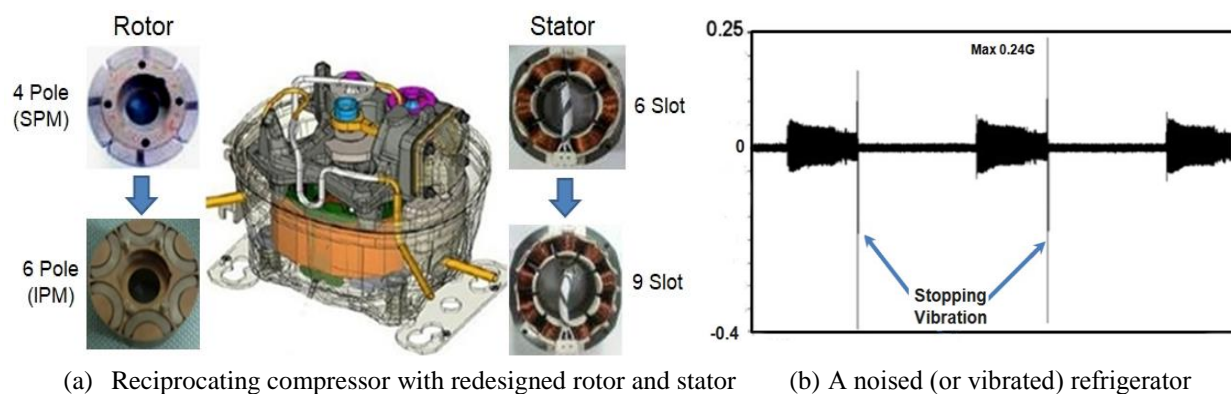 Rotor
Stator
4 Pole
(SPM)
6 Slot
6 Pole
(IPM)
9 Slot
0.25
Max 0.24G
0
Stopping
Vibration
-0.4
(a) Reciprocating compressor with redesigned rotor and stator
(b) A noised (or vibrated) refrigerator